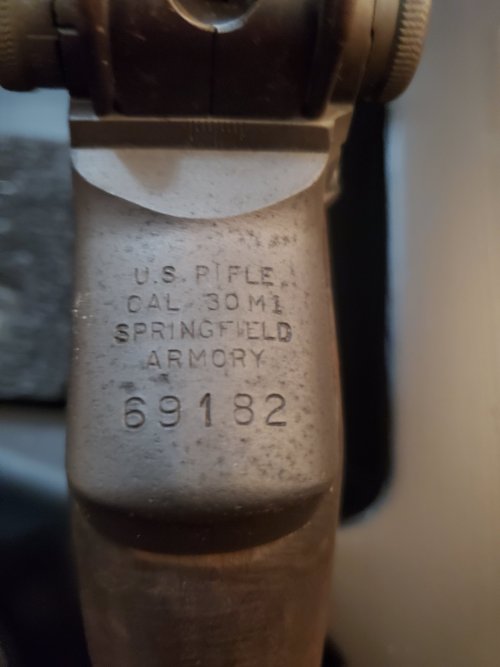 U.S. RIFLE
CAL .30 M1
SPRINGFIELD
ARMORY
69182